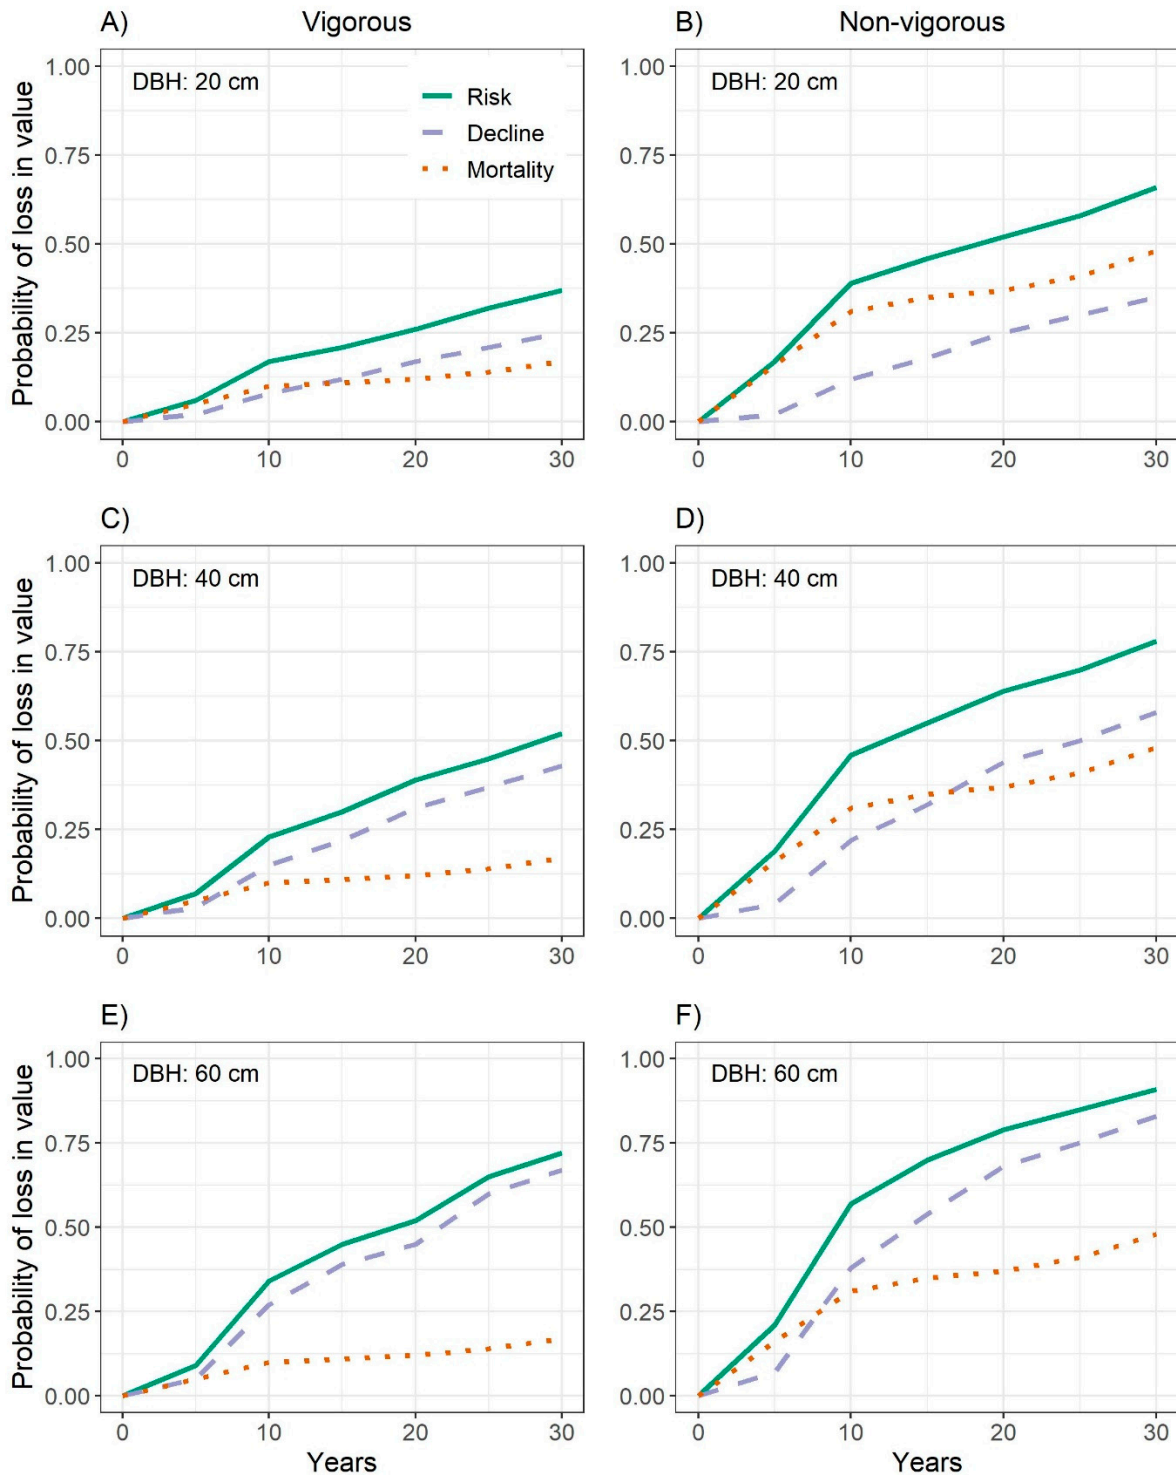 A) Vigorous
B) Non-vigorous
Probability of loss in value
1.00
0.75
0.50
0.25
0.00
DBH: 20 cm
Risk
Decline
Mortality
0 10 20 30
1.00
0.75
0.50
0.25
0.00
DBH: 20 cm
0 10 20 30
C)
D)
Probability of loss in value
1.00
0.75
0.50
0.25
0.00
DBH: 40 cm
0 10 20 30
1.00
0.75
0.50
0.25
0.00
DBH: 40 cm
0 10 20 30
E)
F)
Probability of loss in value
1.00
0.75
0.50
0.25
0.00
DBH: 60 cm
0 10 20 30
Years
1.00
0.75
0.50
0.25
0.00
DBH: 60 cm
0 10 20 30
Years